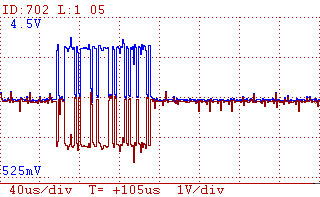 ID:702 L:1 05
4.5V
525mV
40us/div T= +105us 1V/div